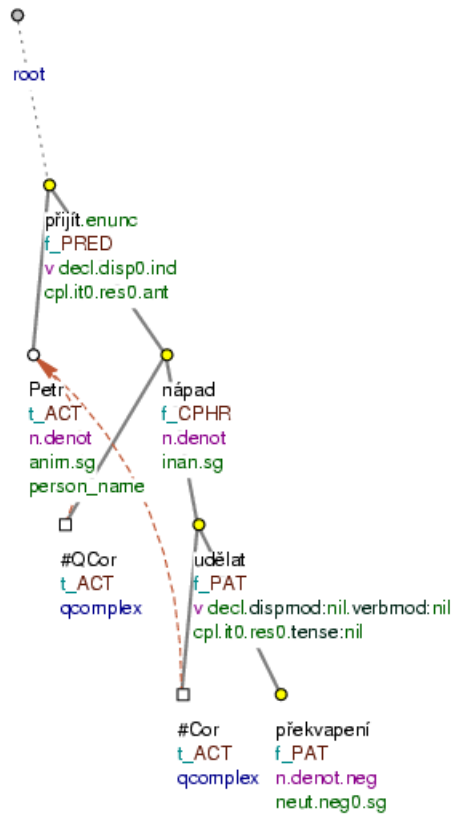 root
přijít.enunc
f_PRED
v decl.disp0.ind
cpl.it0.res0.ant
Petr
t_ACT
n.denot
anim.sg
person_name
nápad
f_CPHR
n.denot
inan.sg
#QCor
t_ACT
qcomplex
udělat
f_PAT
v decl.dispmod:nil.verbmod:nil
cpl.it0.res0.tense:nil
#Cor
t_ACT
qcomplex
překvapení
f_PAT
n.denot.neg
neut.neg0.sg